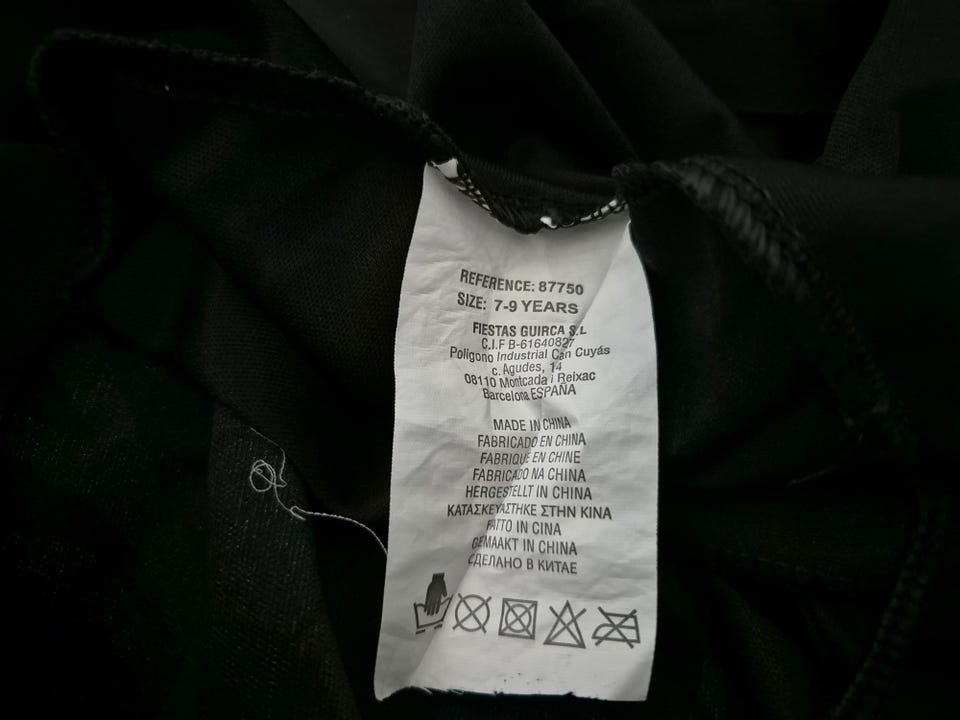 REFERENCE: 87750
SIZE: 7-9 YEARS
FIESTAS GUIRCA S.L
C.I.F B-61640827
Poligono Industrial Can Cuyás
c. Agudes, 14
08110 Montcada i Reixac
Barcelona ESPAÑA
MADE IN CHINA
FABRICADO EN CHINA
FABRIQUE EN CHINE
FABRICADO NA CHINA
HERGESTELLT IN CHINA
ΚΑΤΑΣΚΕΥΑΣΤΗΚΕ ΣΤΗΝ ΚΙΝΑ
FATTO IN CINA
GEMAAKT IN CHINA
СДЕЛАНО В КИТАЕ